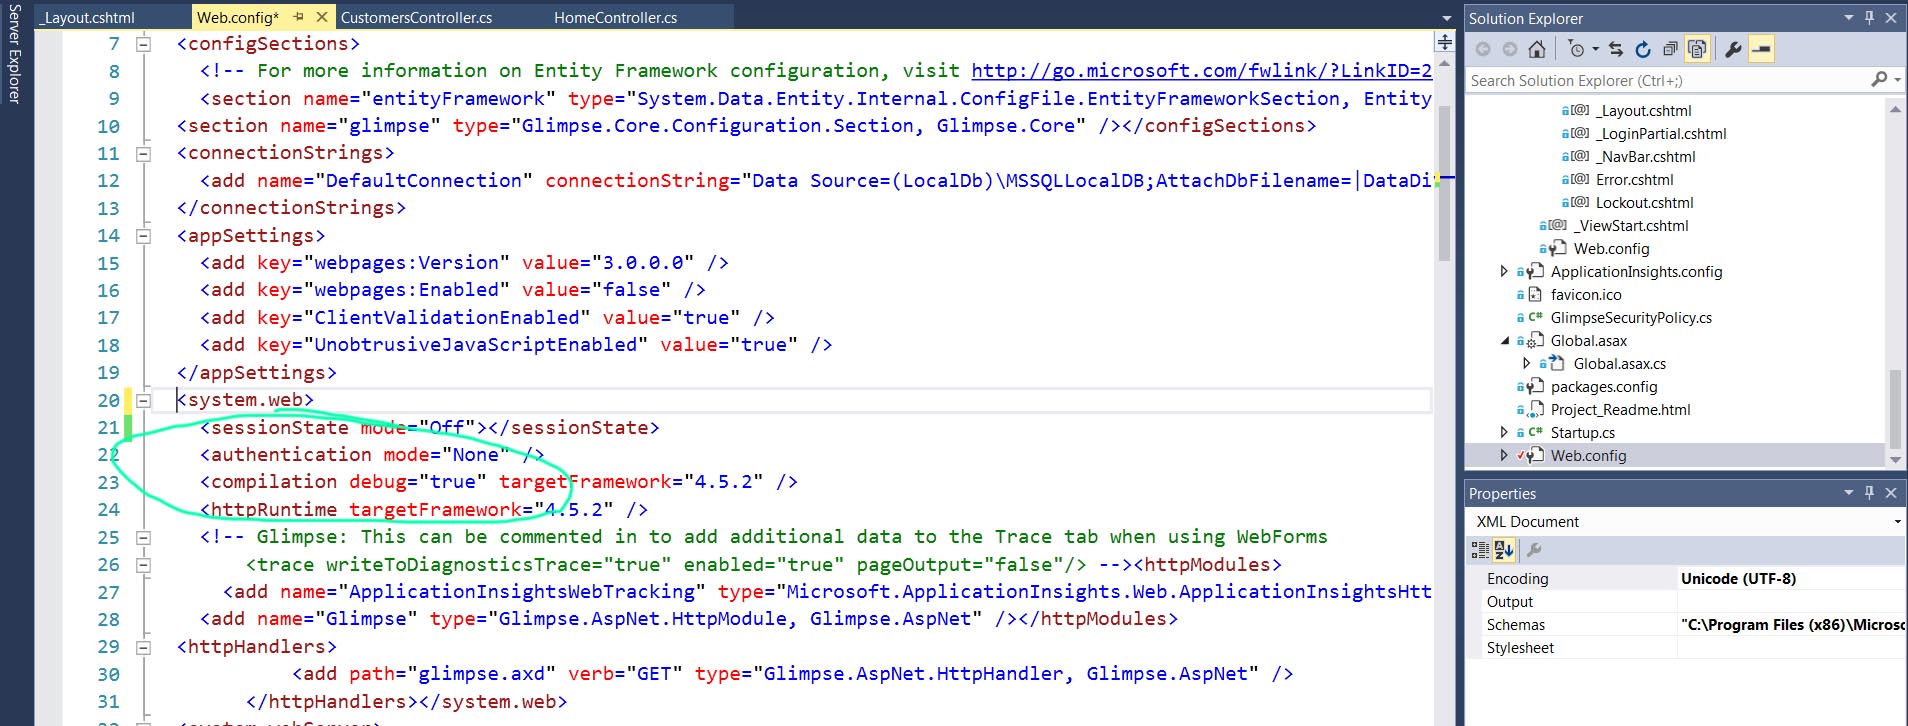 Server Explorer
_Layout.cshtml Web.config* CustomersController.cs HomeController.cs
7 <configSections>
8 <!-- For more information on Entity Framework configuration, visit http://go.microsoft.com/fwlink/?LinkID=2
9 <section name="entityFramework" type="System.Data.Entity.Internal.ConfigFile.EntityFrameworkSection, Entity
10 <section name="glimpse" type="Glimpse.Core.Configuration.Section, Glimpse.Core" /></configSections>
11 <connectionStrings>
12 <add name="DefaultConnection" connectionString="Data Source=(LocalDb)\MSSQLLocalDB;AttachDbFilename=|DataDi
13 </connectionStrings>
14 <appSettings>
15 <add key="webpages:Version" value="3.0.0.0" />
16 <add key="webpages:Enabled" value="false" />
17 <add key="ClientValidationEnabled" value="true" />
18 <add key="UnobtrusiveJavaScriptEnabled" value="true" />
19 </appSettings>
20 <system.web>
21 <sessionState mode="Off"></sessionState>
22 <authentication mode="None" />
23 <compilation debug="true" targetFramework="4.5.2" />
24 <httpRuntime targetFramework="4.5.2" />
25 <!-- Glimpse: This can be commented in to add additional data to the Trace tab when using WebForms
26 <trace writeToDiagnosticsTrace="true" enabled="true" pageOutput="false"/> --><httpModules>
27 <add name="ApplicationInsightsWebTracking" type="Microsoft.ApplicationInsights.Web.ApplicationInsightsHtt
28 <add name="Glimpse" type="Glimpse.AspNet.HttpModule, Glimpse.AspNet" /></httpModules>
29 <httpHandlers>
30 <add path="glimpse.axd" verb="GET" type="Glimpse.AspNet.HttpHandler, Glimpse.AspNet" />
31 </httpHandlers></system.web>
Solution Explorer
Search Solution Explorer (Ctrl+;)
_Layout.cshtml
_LoginPartial.cshtml
_NavBar.cshtml
Error.cshtml
Lockout.cshtml
_ViewStart.cshtml
Web.config
ApplicationInsights.config
favicon.ico
C# GlimpseSecurityPolicy.cs
Global.asax
Global.asax.cs
packages.config
Project_Readme.html
C# Startup.cs
Web.config
Properties
XML Document
Encoding Unicode (UTF-8)
Output
Schemas "C:\Program Files (x86)\Microsc
Stylesheet